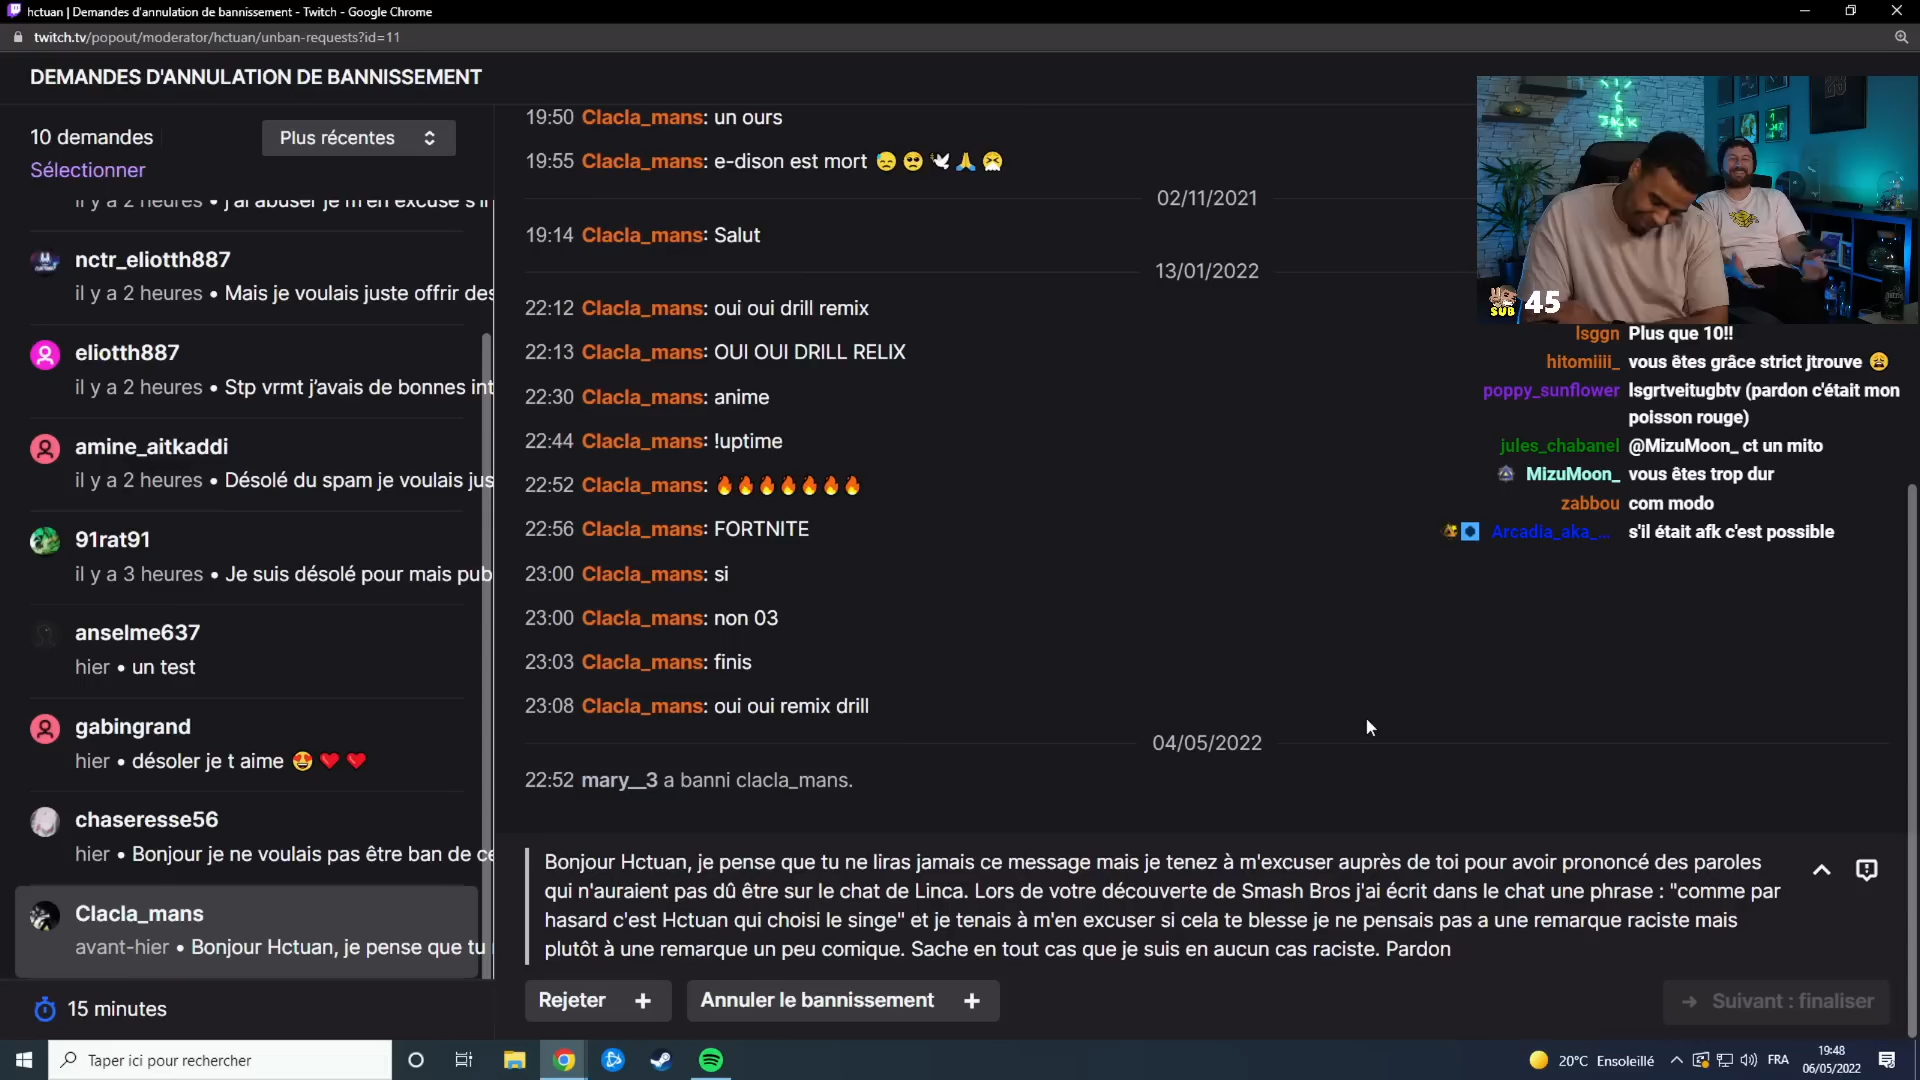 hctuan | Demandes d'annulation de bannissement - Twitch - Google Chrome
twitch.tv/popout/moderator/hctuan/unban-requests?id=11
DEMANDES D'ANNULATION DE BANNISSEMENT
10 demandes
Plus récentes
Sélectionner
il y a 2 heures • j'ai abuser je m'en excuse s'i
nctr_eliotth887
il y a 2 heures • Mais je voulais juste offrir des
eliotth887
il y a 2 heures • Stp vrmt j'avais de bonnes int
amine_aitkaddi
il y a 2 heures • Désolé du spam je voulais jus
91rat91
il y a 3 heures • Je suis désolé pour mais pub
anselme637
hier • un test
gabingrand
hier • désoler je t aime 😍 ❤️ ❤️
chaseresse56
hier • Bonjour je ne voulais pas être ban de ce
Clacla_mans
avant-hier • Bonjour Hctuan, je pense que tu
15 minutes
19:50 Clacla_mans: un ours
19:55 Clacla_mans: e-dison est mort 😓 🥺 🕊️ 🙏 🤧
02/11/2021
19:14 Clacla_mans: Salut
13/01/2022
22:12 Clacla_mans: oui oui drill remix
22:13 Clacla_mans: OUI OUI DRILL RELIX
22:30 Clacla_mans: anime
22:44 Clacla_mans: !uptime
22:52 Clacla_mans: 🔥🔥🔥🔥🔥🔥🔥
22:56 Clacla_mans: FORTNITE
23:00 Clacla_mans: si
23:00 Clacla_mans: non 03
23:03 Clacla_mans: finis
23:08 Clacla_mans: oui oui remix drill
04/05/2022
22:52 mary__3 a banni clacla_mans.
Bonjour Hctuan, je pense que tu ne liras jamais ce message mais je tenez à m'excuser auprès de toi pour avoir prononcé des paroles
qui n'auraient pas dû être sur le chat de Linca. Lors de votre découverte de Smash Bros j'ai écrit dans le chat une phrase : "comme par
hasard c'est Hctuan qui choisi le singe" et je tenais à m'en excuser si cela te blesse je ne pensais pas a une remarque raciste mais
plutôt à une remarque un peu comique. Sache en tout cas que je suis en aucun cas raciste. Pardon
Rejeter +
Annuler le bannissement +
→ Suivant : finaliser
SUB 45
lsggn Plus que 10!!
hitomiiii_ vous êtes grâce strict jtrouve 😩
poppy_sunflower lsgrtveitugbtv (pardon c'était mon
poisson rouge)
jules_chabanel @MizuMoon_ ct un mito
MizuMoon_ vous êtes trop dur
zabbou com modo
Arcadia_aka_... s'il était afk c'est possible
Taper ici pour rechercher
20°C Ensoleillé
FRA
19:48
06/05/2022